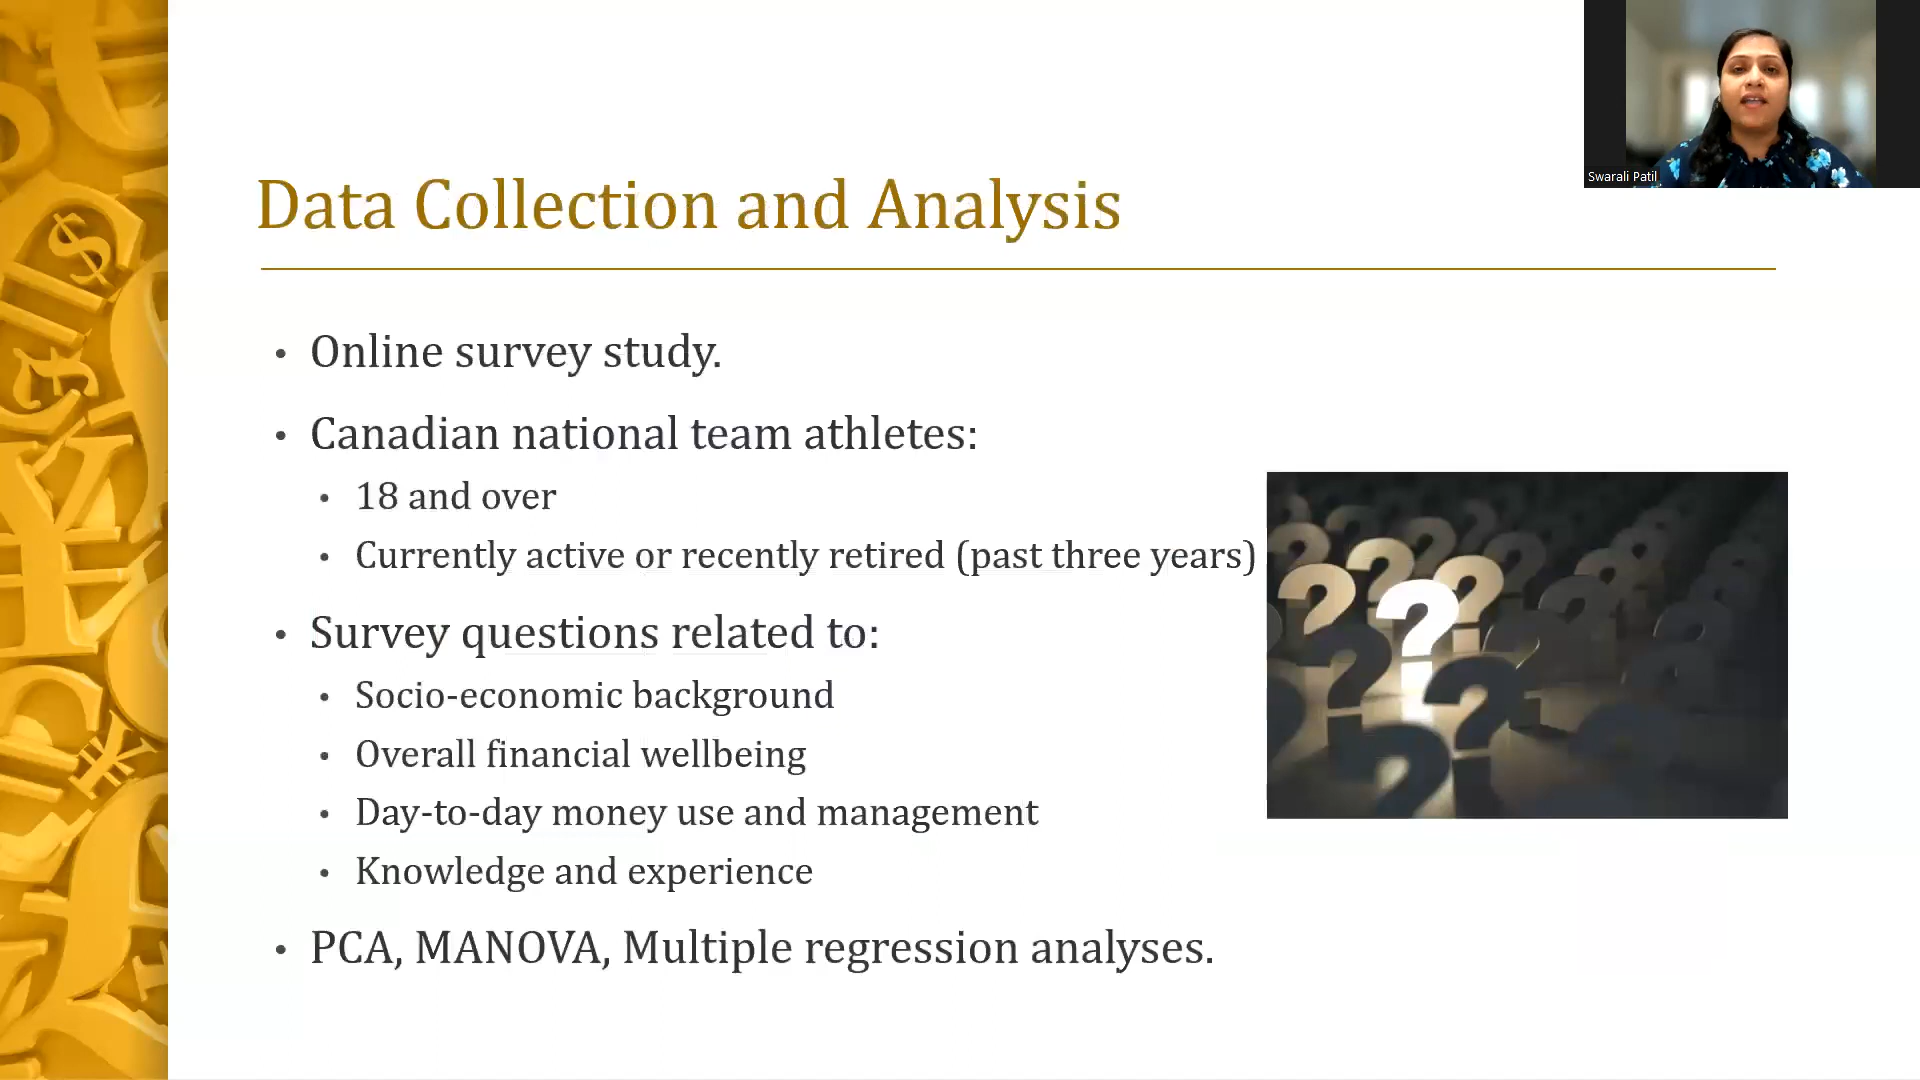 Swarali Patil
Data Collection and Analysis
• Online survey study.
• Canadian national team athletes:
• 18 and over
• Currently active or recently retired (past three years)
• Survey questions related to:
• Socio-economic background
• Overall financial wellbeing
• Day-to-day money use and management
• Knowledge and experience
• PCA, MANOVA, Multiple regression analyses.